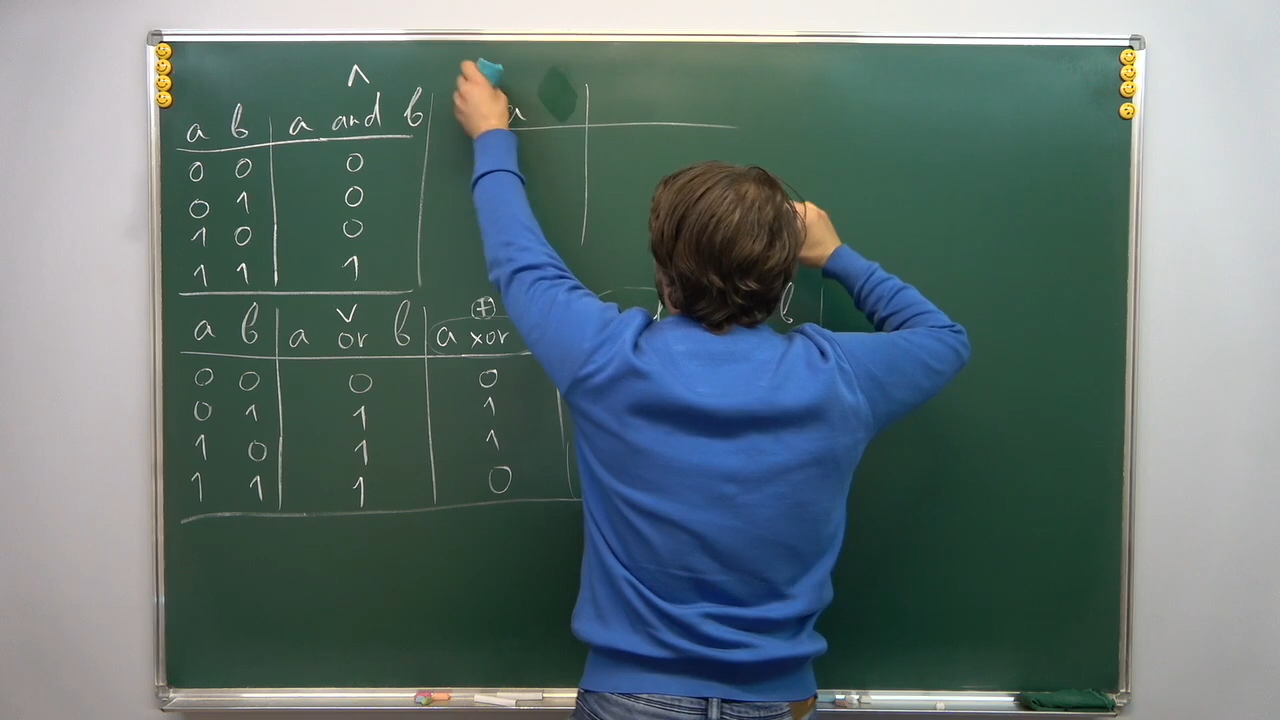 ∧
a b a and b a
0 0 0
0 1 0
1 0 0
1 1 1
∨ ⊕
a b a or b a xor b
0 0 0 0
0 1 1 1
1 0 1 1
1 1 1 0